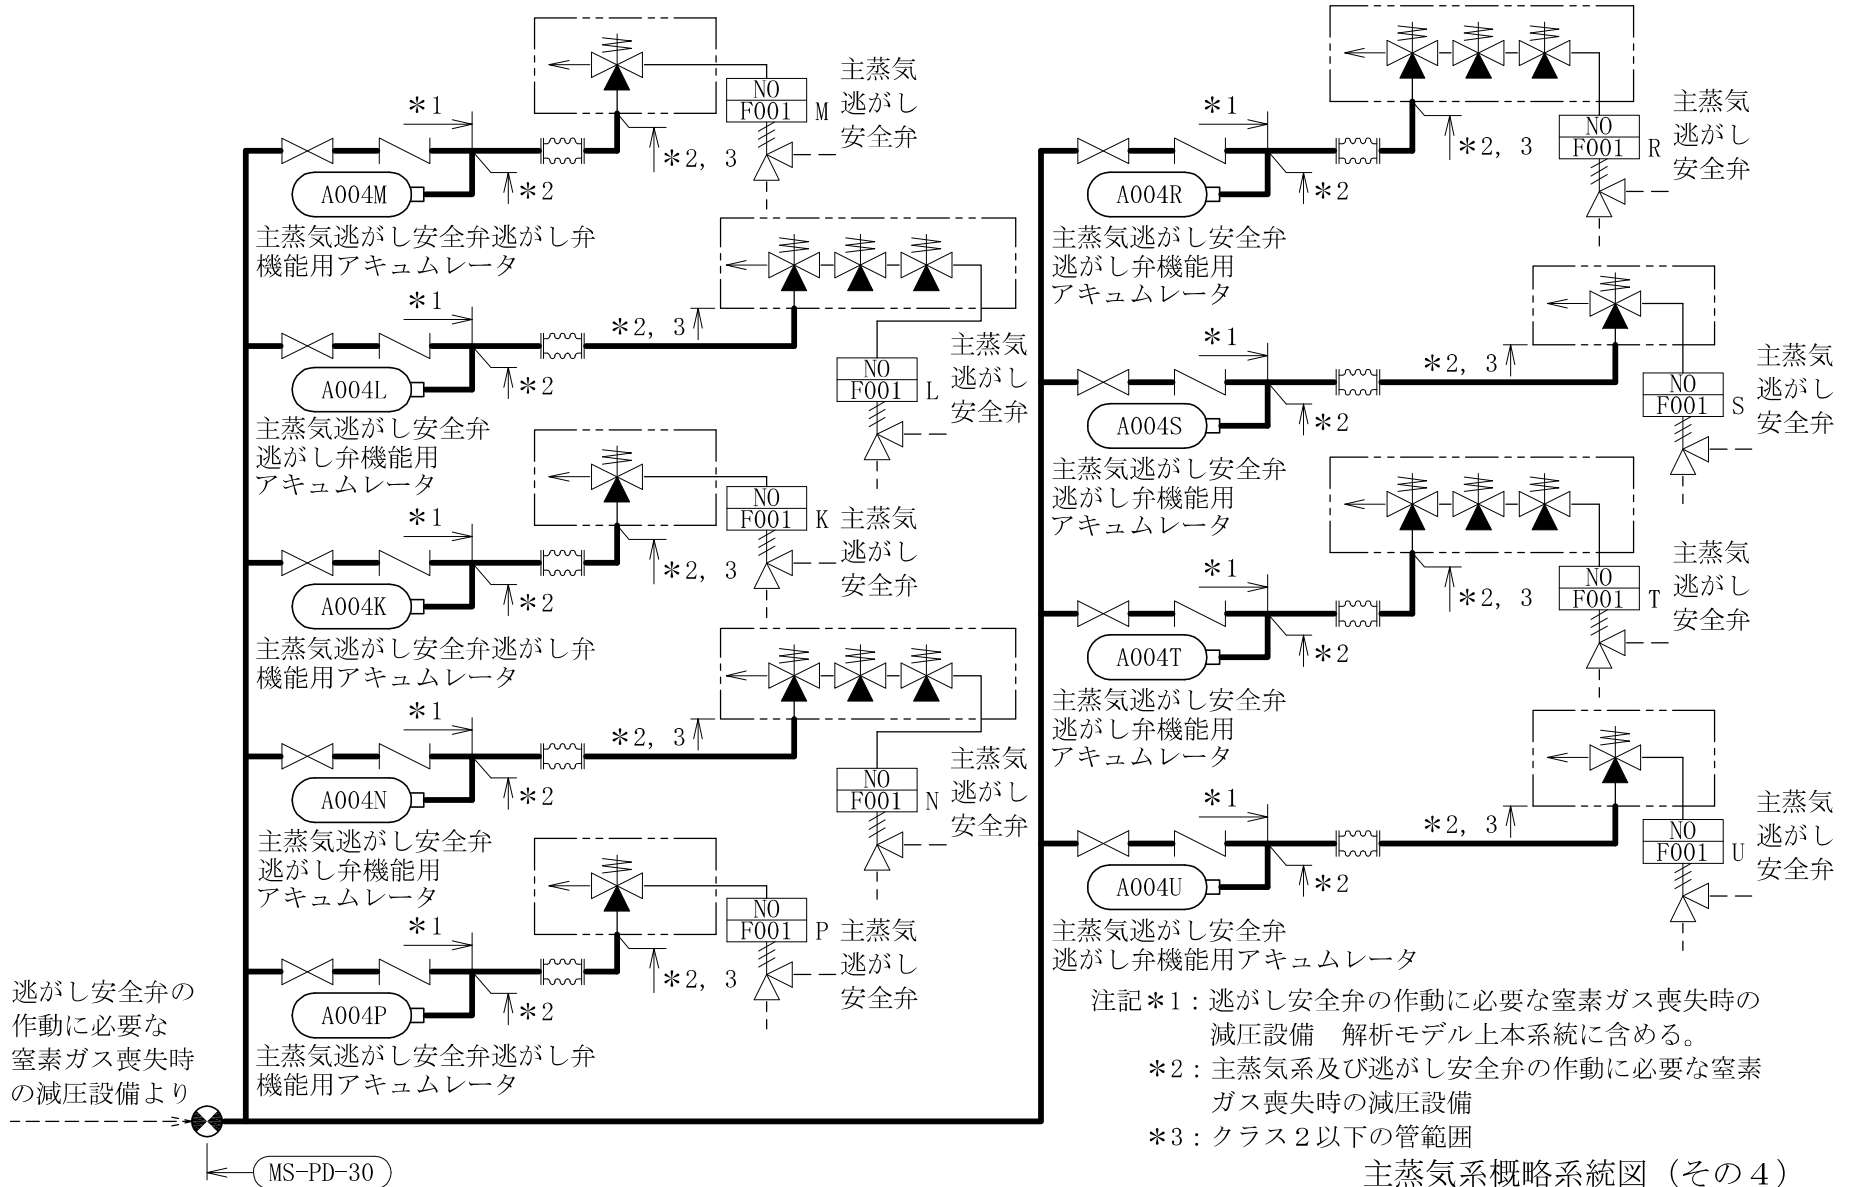 *1
NO
F001 M
主蒸気
逃がし
安全弁
*2, 3
*2
A004M
主蒸気逃がし安全弁逃がし弁
機能用アキュムレータ
*1
*2, 3
*2
A004L
NO
F001 L
主蒸気
逃がし
安全弁
主蒸気逃がし安全弁
逃がし弁機能用
アキュムレータ
*1
NO
F001 K
主蒸気
逃がし
安全弁
*2, 3
*2
A004K
主蒸気逃がし安全弁逃がし弁
機能用アキュムレータ
*1
*2, 3
*2
A004N
NO
F001 N
主蒸気
逃がし
安全弁
主蒸気逃がし安全弁
逃がし弁機能用
アキュムレータ
*1
NO
F001 P
主蒸気
逃がし
安全弁
*2, 3
*2
A004P
主蒸気逃がし安全弁逃がし弁
機能用アキュムレータ
逃がし安全弁の
作動に必要な
窒素ガス喪失時
の減圧設備より
MS-PD-30
*1
NO
F001 R
主蒸気
逃がし
安全弁
*2, 3
*2
A004R
主蒸気逃がし安全弁
逃がし弁機能用
アキュムレータ
*1
*2, 3
*2
A004S
NO
F001 S
主蒸気
逃がし
安全弁
主蒸気逃がし安全弁
逃がし弁機能用
アキュムレータ
*1
NO
F001 T
主蒸気
逃がし
安全弁
*2, 3
*2
A004T
主蒸気逃がし安全弁
逃がし弁機能用
アキュムレータ
*1
*2, 3
*2
A004U
NO
F001 U
主蒸気
逃がし
安全弁
主蒸気逃がし安全弁
逃がし弁機能用アキュムレータ
注記*1：逃がし安全弁の作動に必要な窒素ガス喪失時の
減圧設備　解析モデル上本系統に含める。
*2：主蒸気系及び逃がし安全弁の作動に必要な窒素
ガス喪失時の減圧設備
*3：クラス２以下の管範囲
主蒸気系概略系統図（その４）